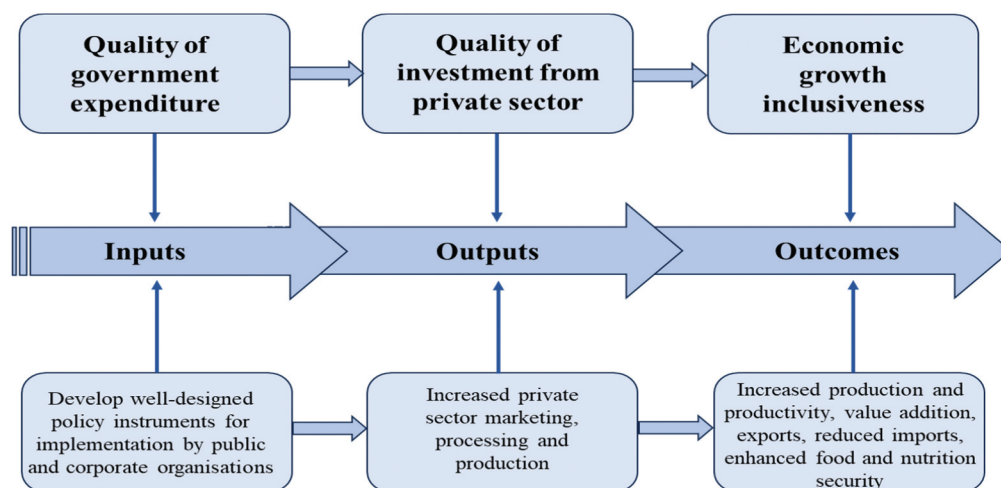 Quality of
government
expenditure
Quality of
investment from
private sector
Economic
growth
inclusiveness
Inputs
Outputs
Outcomes
Develop well-designed
policy instruments for
implementation by public
and corporate organisations
Increased private
sector marketing,
processing and
production
Increased production and
productivity, value addition,
exports, reduced imports,
enhanced food and nutrition
security